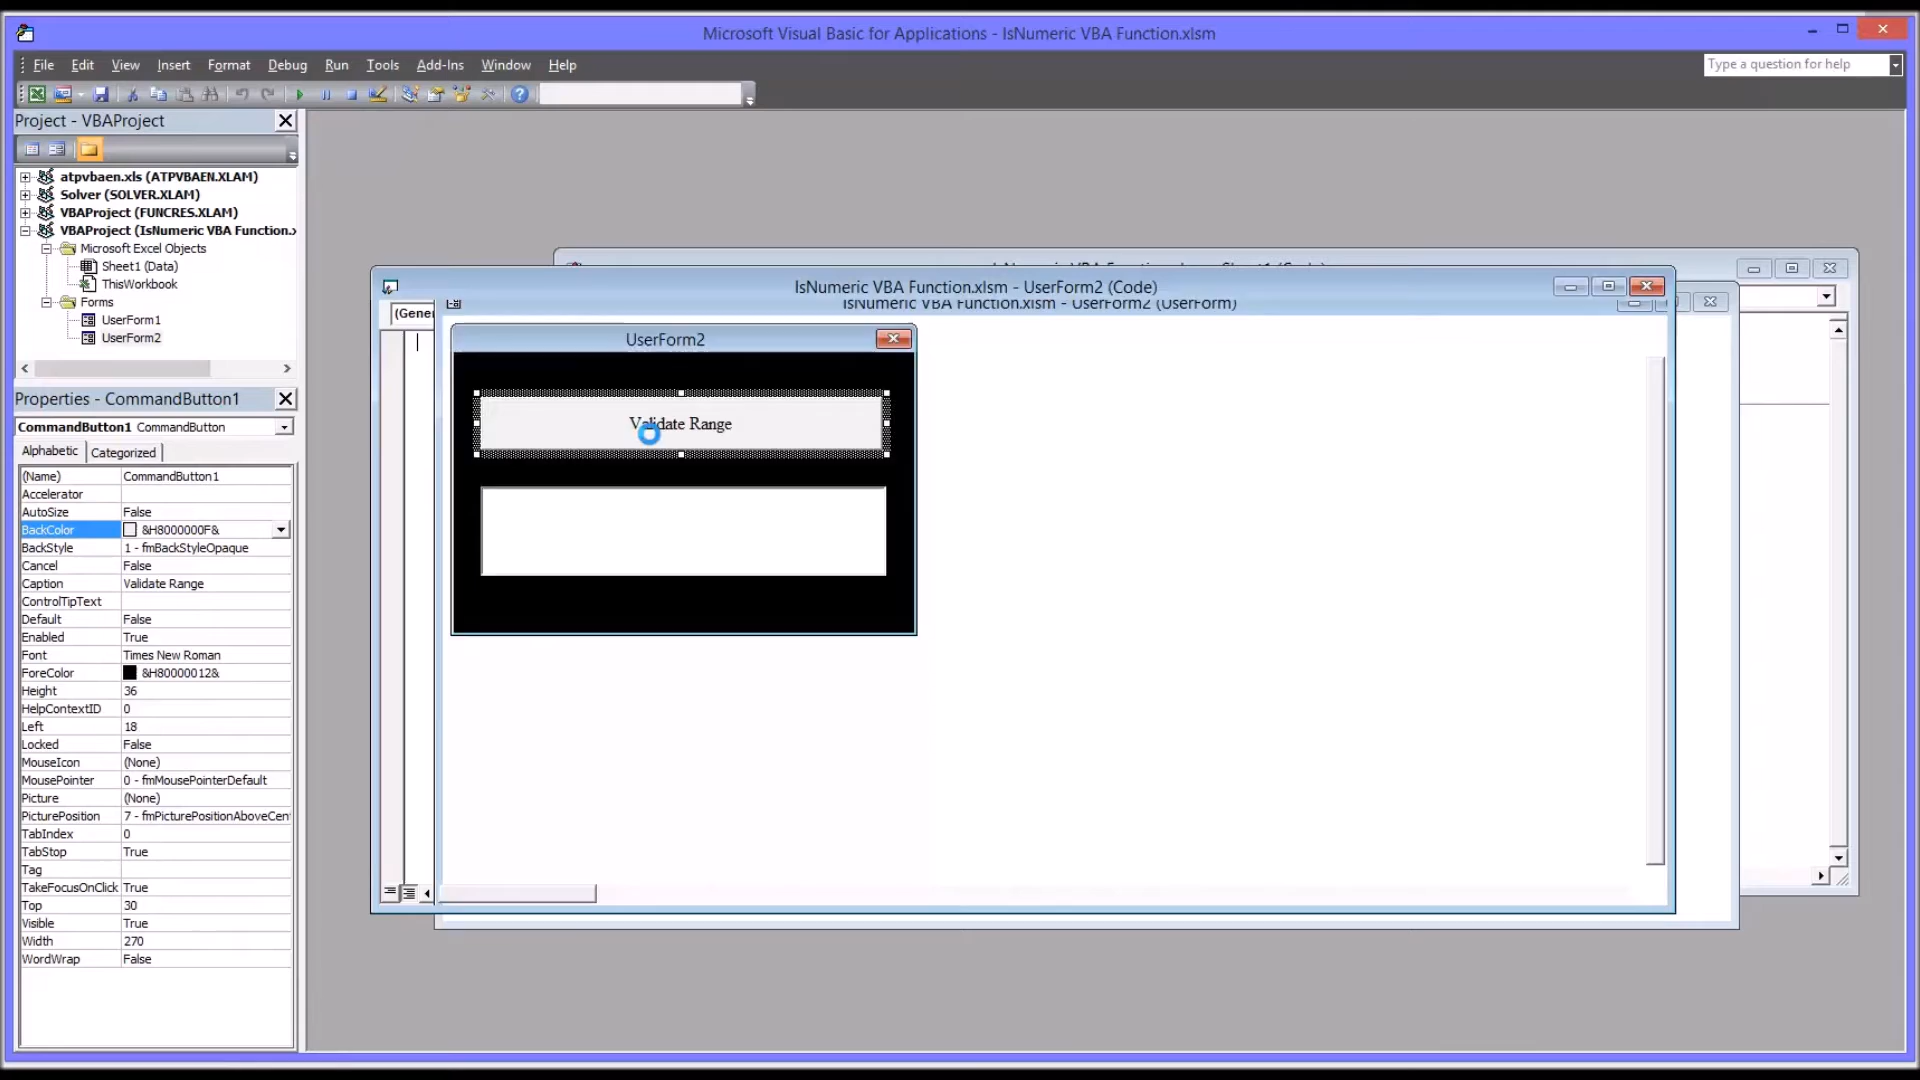 Microsoft Visual Basic for Applications - IsNumeric VBA Function.xlsm
File Edit View Insert Format Debug Run Tools Add-Ins Window Help
Type a question for help
Project - VBAProject
atpvbaen.xls (ATPVBAEN.XLAM)
Solver (SOLVER.XLAM)
VBAProject (FUNCRES.XLAM)
VBAProject (IsNumeric VBA Function.x
Microsoft Excel Objects
Sheet1 (Data)
ThisWorkbook
Forms
UserForm1
UserForm2
Properties - CommandButton1
CommandButton1 CommandButton
Alphabetic Categorized
(Name) CommandButton1
Accelerator
AutoSize False
BackColor &H8000000F&
BackStyle 1 - fmBackStyleOpaque
Cancel False
Caption Validate Range
ControlTipText
Default False
Enabled True
Font Times New Roman
ForeColor &H80000012&
Height 36
HelpContextID 0
Left 18
Locked False
MouseIcon (None)
MousePointer 0 - fmMousePointerDefault
Picture (None)
PicturePosition 7 - fmPicturePositionAboveCen
TabIndex 0
TabStop True
Tag
TakeFocusOnClick True
Top 30
Visible True
Width 270
WordWrap False
IsNumeric VBA Function.xlsm - UserForm2 (Code)
IsNumeric VBA Function.xlsm - UserForm2 (UserForm)
(Gener
UserForm2
Validate Range